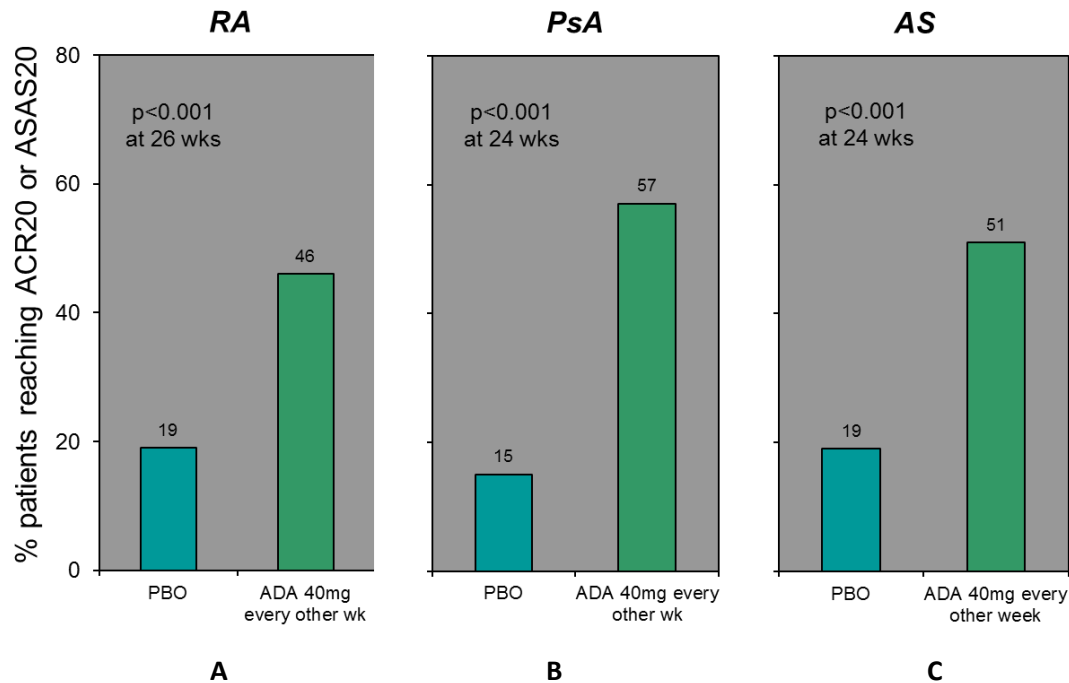 % patients reaching ACR20 or ASAS20
RA
80
60
40
20
0
p<0.001
at 26 wks
19
46
PBO
ADA 40mg
every other wk
A
PsA
p<0.001
at 24 wks
15
57
PBO
ADA 40mg every
other wk
B
AS
p<0.001
at 24 wks
19
51
PBO
ADA 40mg every
other week
C